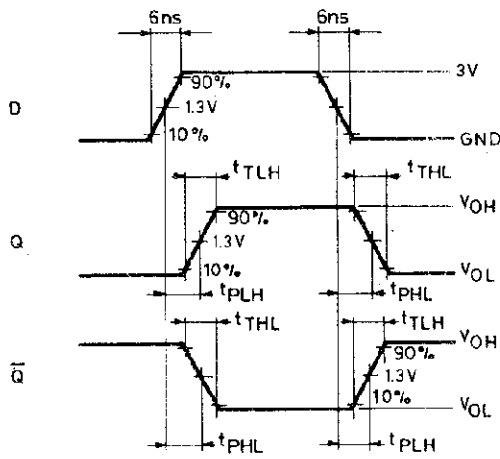 6ns 6ns
90% 3V
D 1.3V
10% GND
tTLH tTHL
90% VOH
Q 1.3V
10% VOL
tPLH tPHL
tTHL tTLH VOH
Q̅ 90%
1.3V
10%
VOL
tPHL tPLH